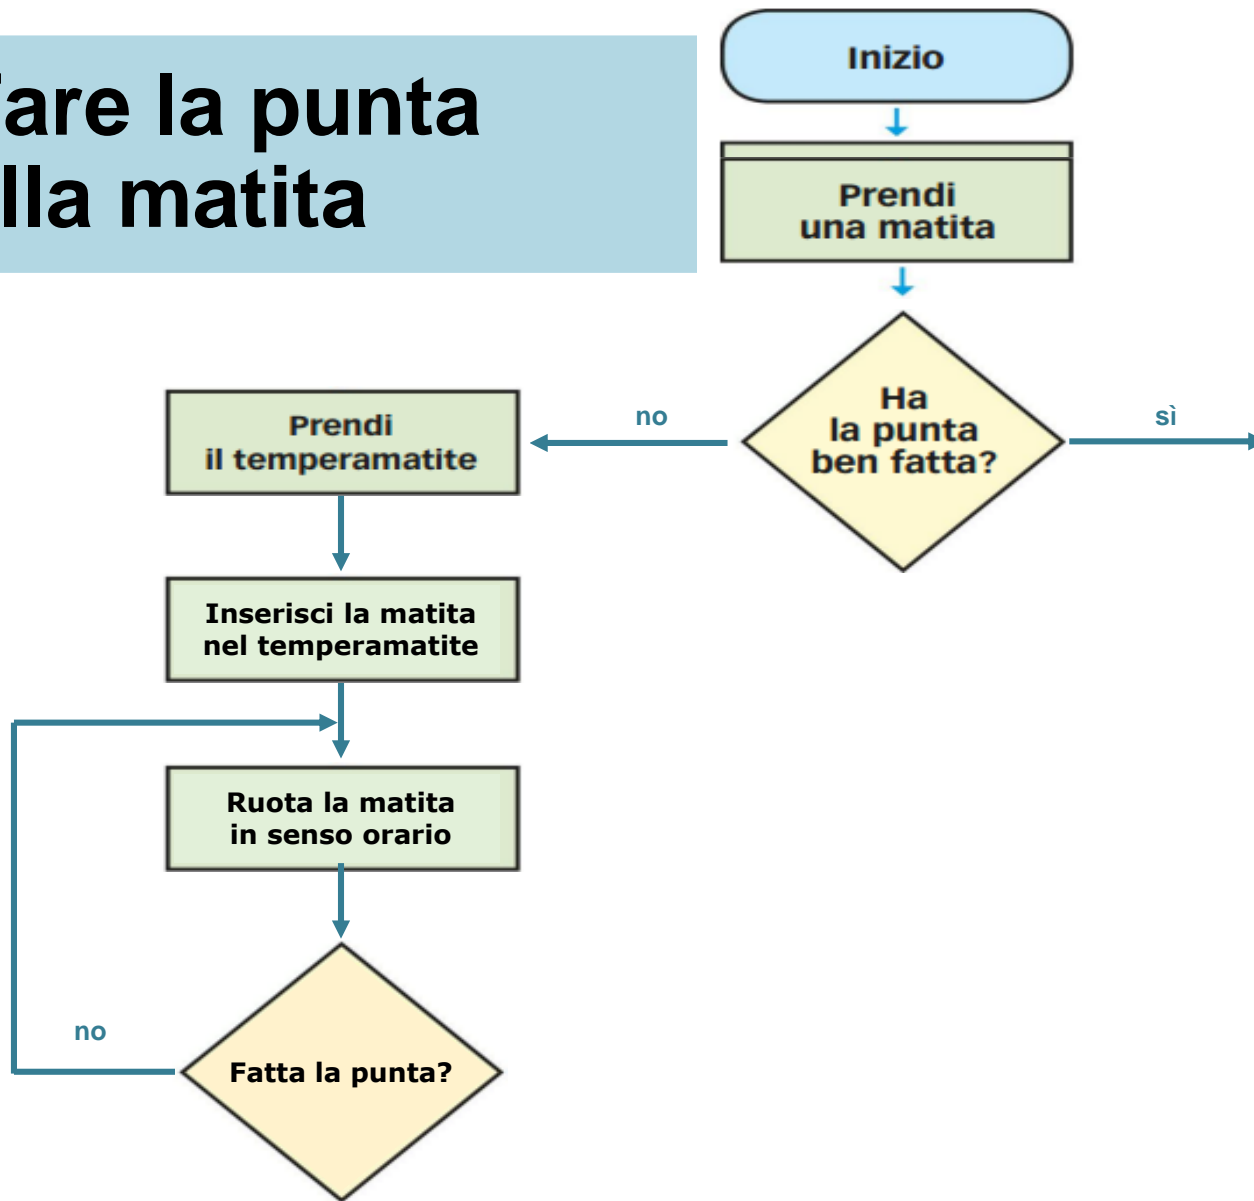 are la punta
lla matita
Inizio
Prendi
una matita
Ha
la punta
ben fatta?
no
sì
Prendi
il temperamatite
Inserisci la matita
nel temperamatite
Ruota la matita
in senso orario
no
Fatta la punta?